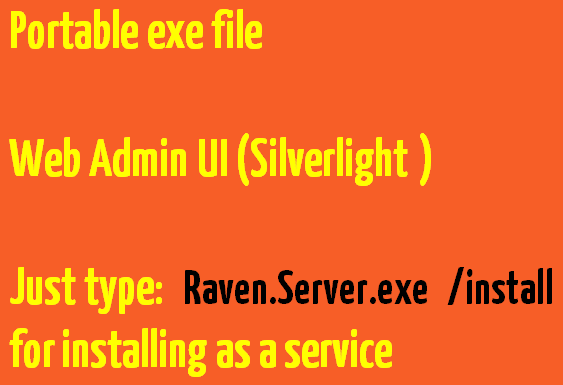 Portable exe file
Web Admin UI (Silverlight )
Just type: Raven.Server.exe /install
for installing as a service